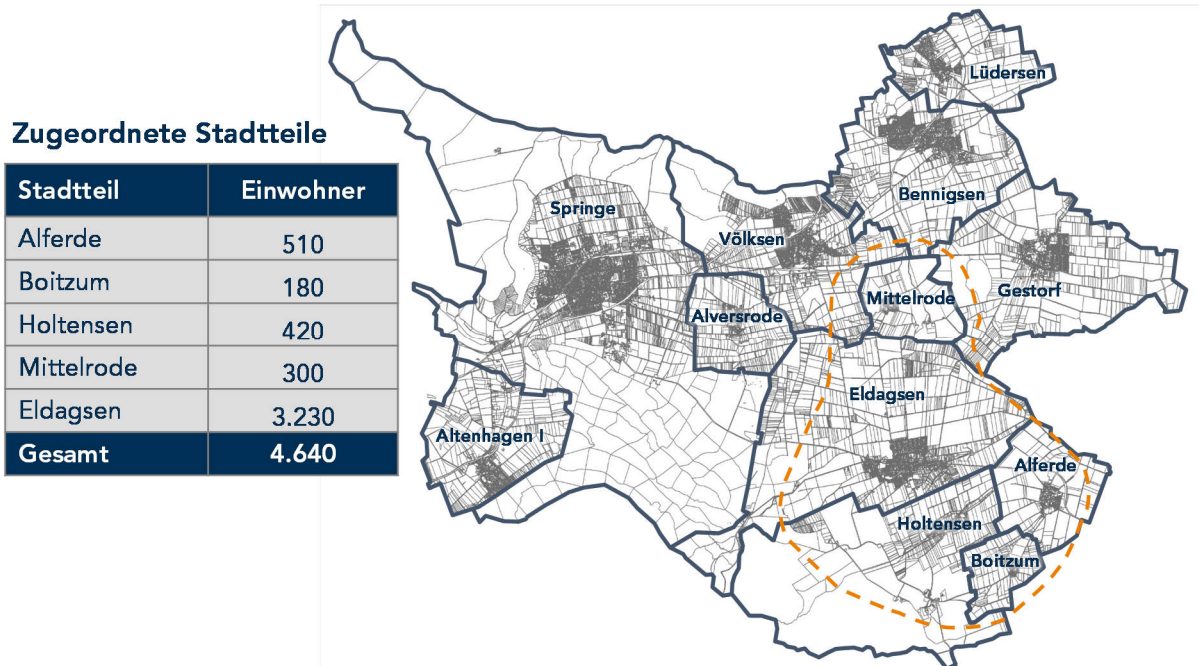 Zugeordnete Stadtteile
Stadtteil Einwohner
Alferde 510
Boitzum 180
Holtensen 420
Mittelrode 300
Eldagsen 3.230
Gesamt 4.640
Lüdersen
Bennigsen
Springe
Völksen
Mittelrode
Gestorf
Alversrode
Eldagsen
Altenhagen I
Alferde
Holtensen
Boitzum